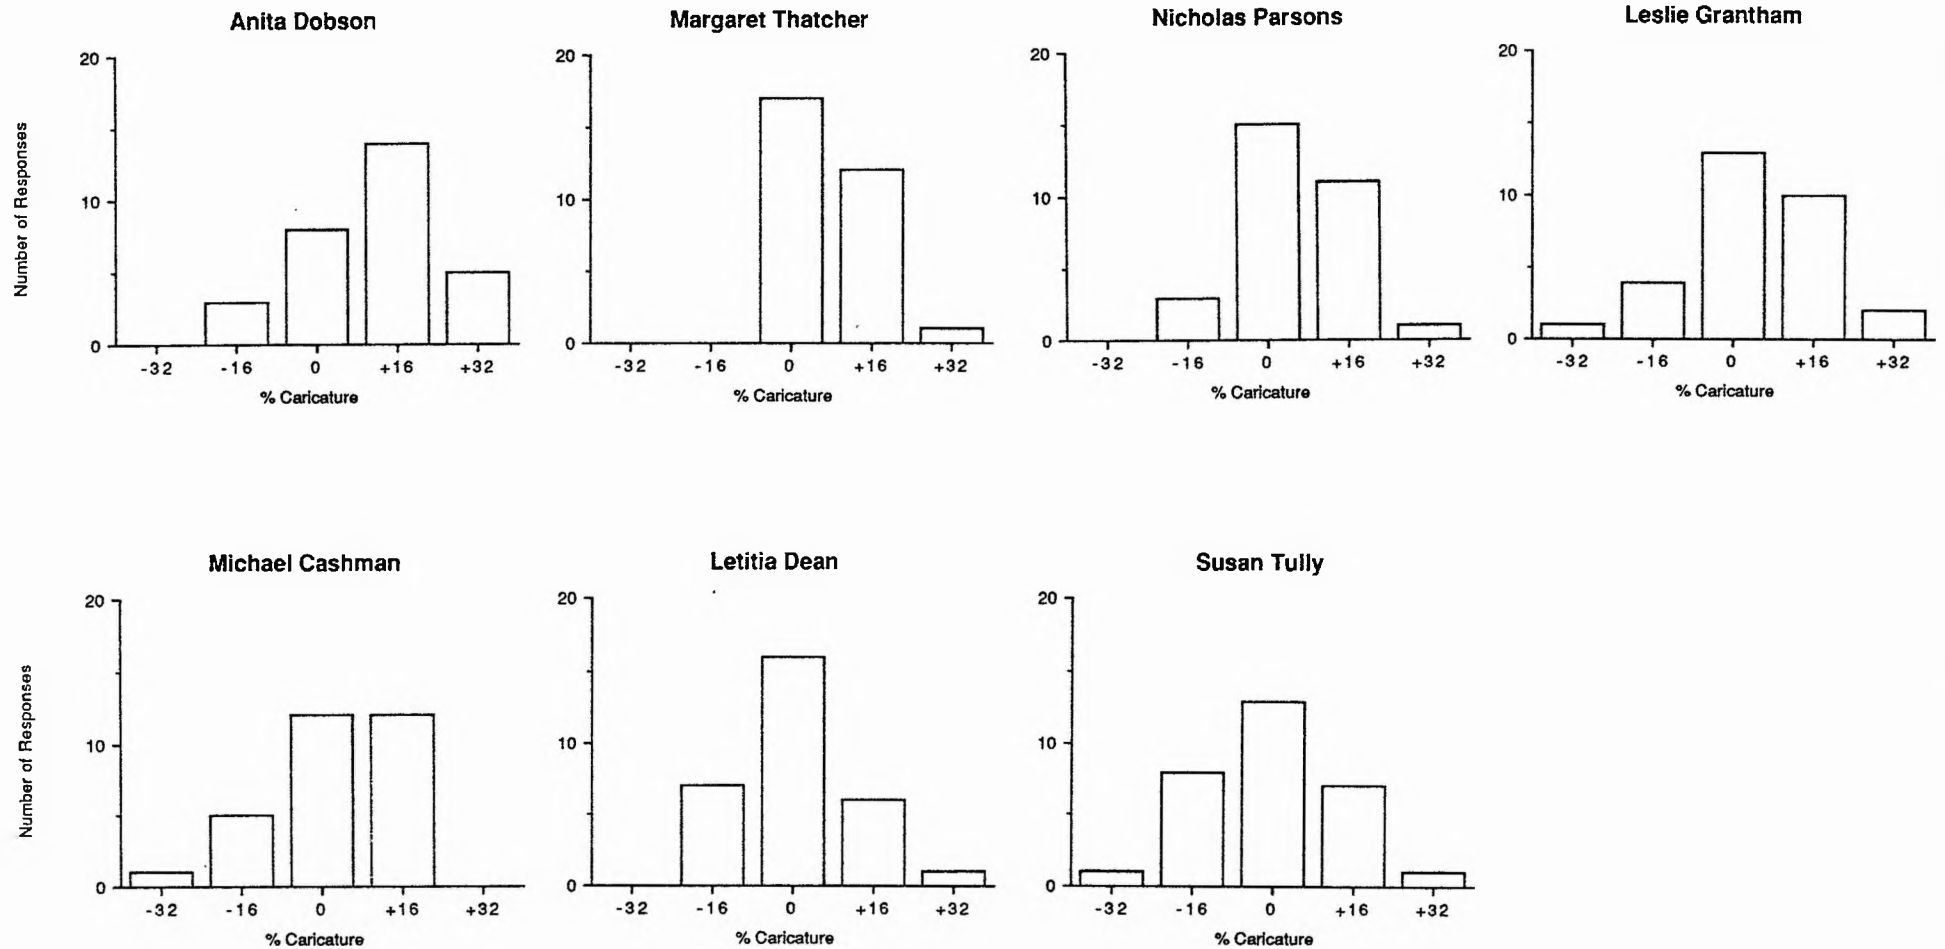 Anita Dobson
Margaret Thatcher
Nicholas Parsons
Leslie Grantham
Number of Responses
20
10
0
-32 -16 0 +16 +32
% Caricature
20
10
0
-32 -16 0 +16 +32
% Caricature
20
10
0
-32 -16 0 +16 +32
% Caricature
20
10
0
-32 -16 0 +16 +32
% Caricature
Michael Cashman
Letitia Dean
Susan Tully
Number of Responses
20
10
0
-32 -16 0 +16 +32
% Caricature
20
10
0
-32 -16 0 +16 +32
% Caricature
20
10
0
-32 -16 0 +16 +32
% Caricature